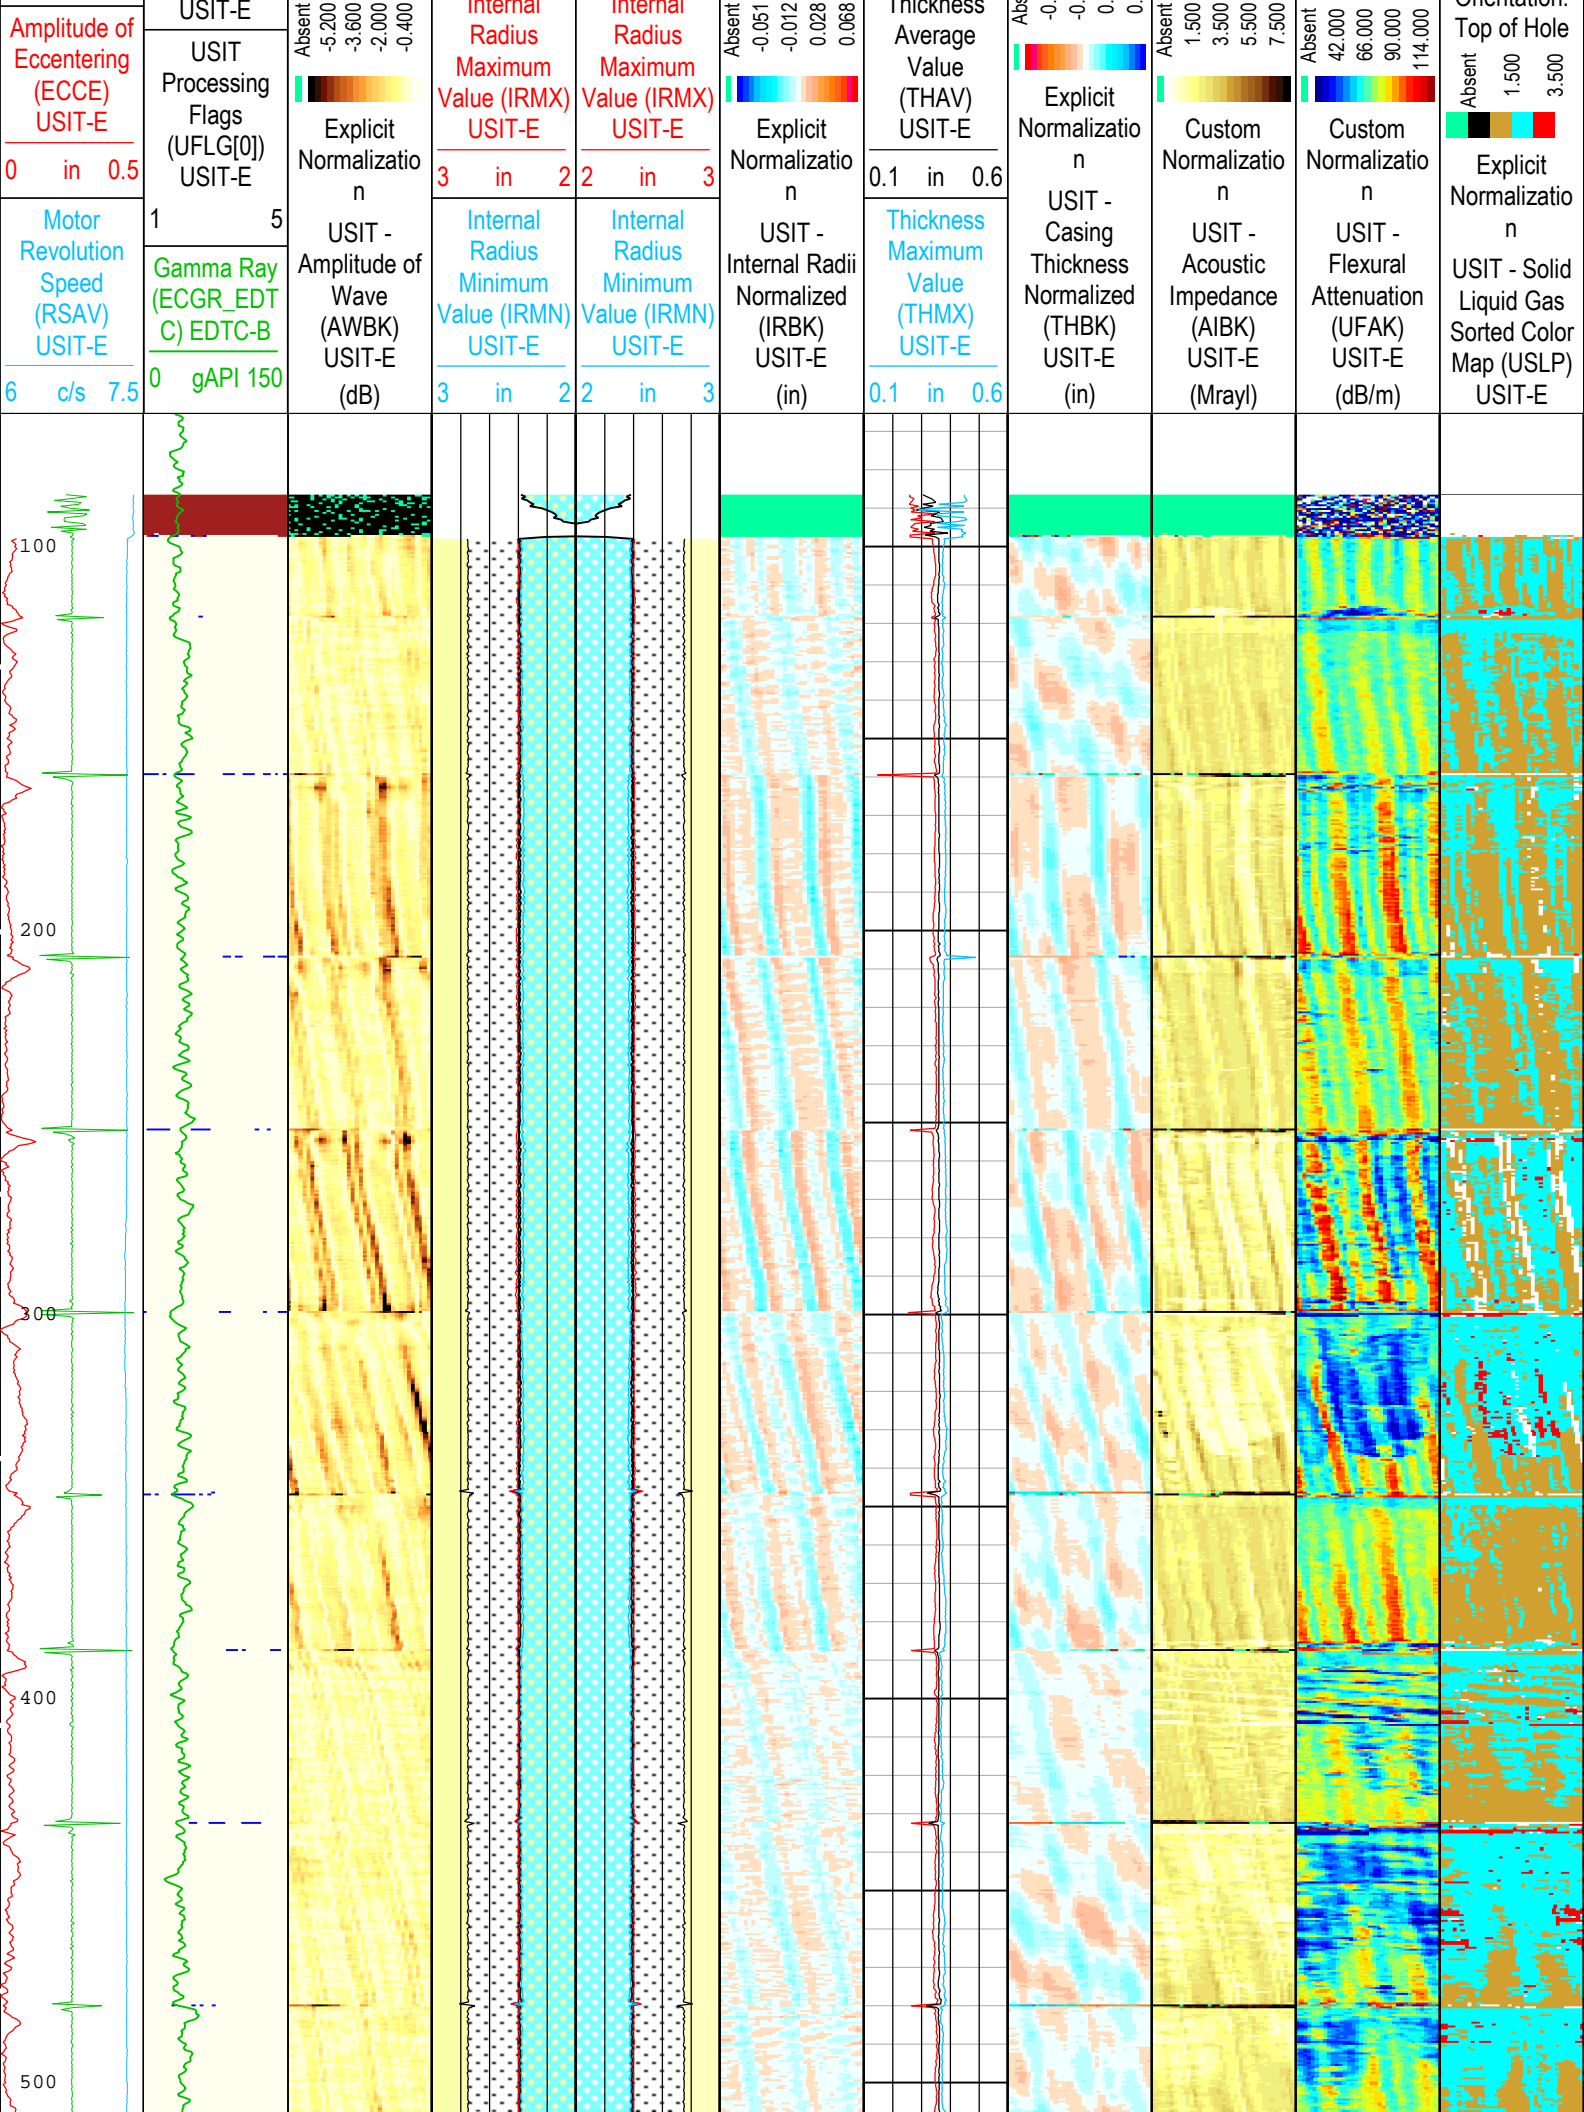 Amplitude of
Eccentering
(ECCE)
USIT-E
0 in 0.5
Motor
Revolution
Speed
(RSAV)
USIT-E
6 c/s 7.5
USIT-E
USIT
Processing
Flags
(UFLG[0])
USIT-E
1 5
Gamma Ray
(ECGR_EDT
C) EDTC-B
0 gAPI 150
Absent
-5.200
-3.600
-2.000
-0.400
Explicit
Normalizatio
n
USIT -
Amplitude of
Wave
(AWBK)
USIT-E
(dB)
Internal
Radius
Maximum
Value (IRMX)
USIT-E
3 in 2
Internal
Radius
Minimum
Value (IRMN)
USIT-E
3 in 2
Internal
Radius
Maximum
Value (IRMX)
USIT-E
2 in 3
Internal
Radius
Minimum
Value (IRMN)
USIT-E
2 in 3
Absent
-0.051
-0.012
0.028
0.068
Explicit
Normalizatio
n
USIT -
Internal Radii
Normalized
(IRBK)
USIT-E
(in)
Thickness
Average
Value
(THAV)
USIT-E
0.1 in 0.6
Thickness
Maximum
Value
(THMX)
USIT-E
0.1 in 0.6
Explicit
Normalizatio
n
USIT -
Casing
Thickness
Normalized
(THBK)
USIT-E
(in)
Absent
1.500
3.500
5.500
7.500
Custom
Normalizatio
n
USIT -
Acoustic
Impedance
(AIBK)
USIT-E
(Mrayl)
Absent
42.000
66.000
90.000
114.000
Custom
Normalizatio
n
USIT -
Flexural
Attenuation
(UFAK)
USIT-E
(dB/m)
Orientation:
Top of Hole
Absent
1.500
3.500
Explicit
Normalizatio
n
USIT - Solid
Liquid Gas
Sorted Color
Map (USLP)
USIT-E
100
200
300
400
500